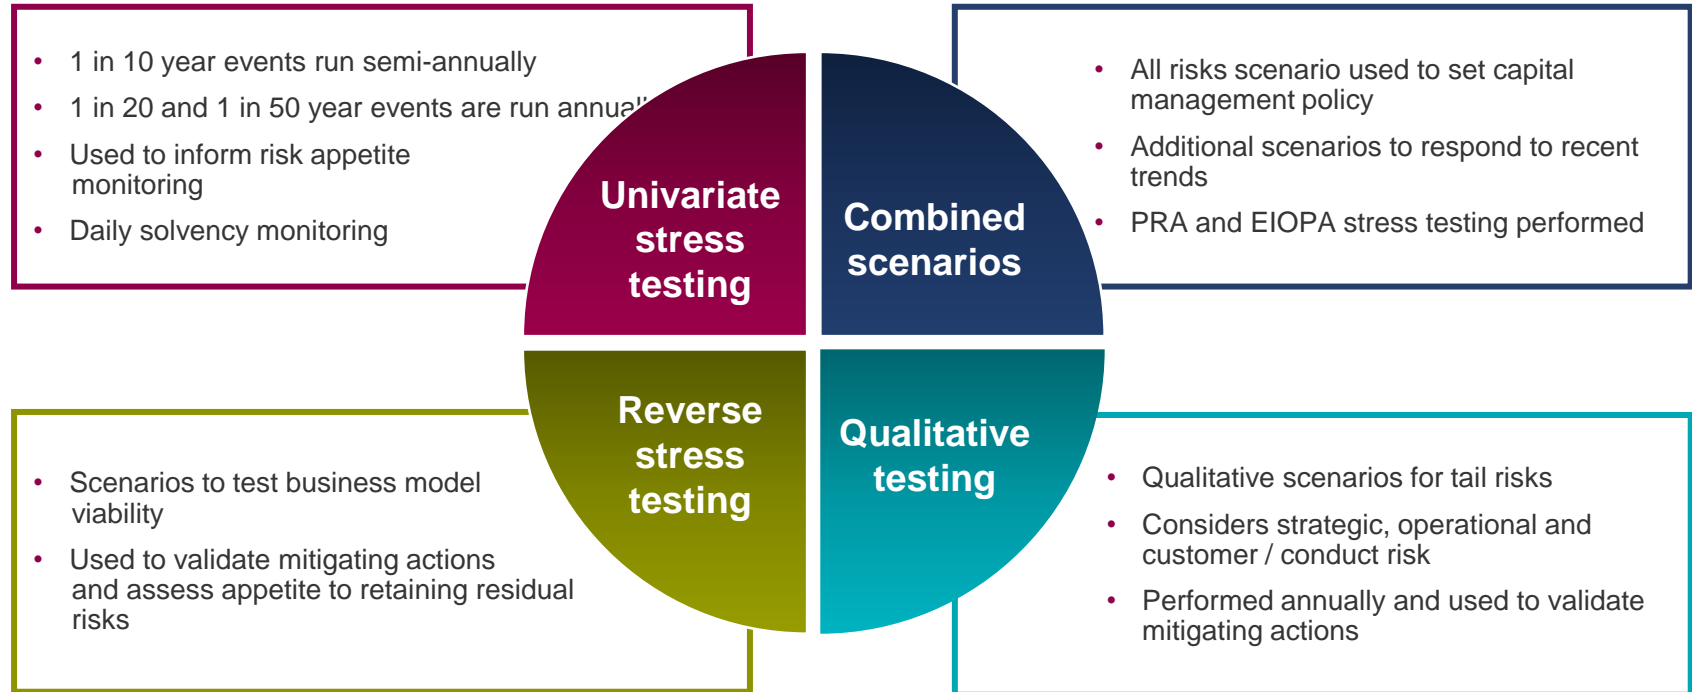 • 1 in 10 year events run semi-annually
• 1 in 20 and 1 in 50 year events are run annual
• Used to inform risk appetite
monitoring
• Daily solvency monitoring
Univariate
stress
testing
Combined
scenarios
• All risks scenario used to set capital
management policy
• Additional scenarios to respond to recent
trends
• PRA and EIOPA stress testing performed
• Scenarios to test business model
viability
• Used to validate mitigating actions
and assess appetite to retaining residual
risks
Reverse
stress
testing
Qualitative
testing
• Qualitative scenarios for tail risks
• Considers strategic, operational and
customer / conduct risk
• Performed annually and used to validate
mitigating actions